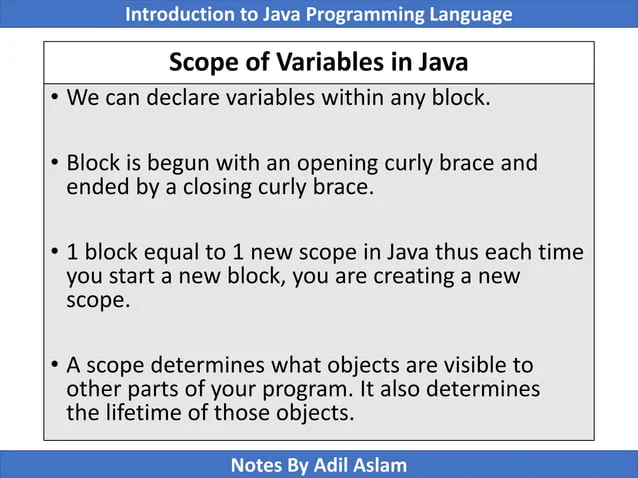 Introduction to Java Programming Language
Scope of Variables in Java
• We can declare variables within any block.
• Block is begun with an opening curly brace and
ended by a closing curly brace.
• 1 block equal to 1 new scope in Java thus each time
you start a new block, you are creating a new
scope.
• A scope determines what objects are visible to
other parts of your program. It also determines
the lifetime of those objects.
Notes By Adil Aslam